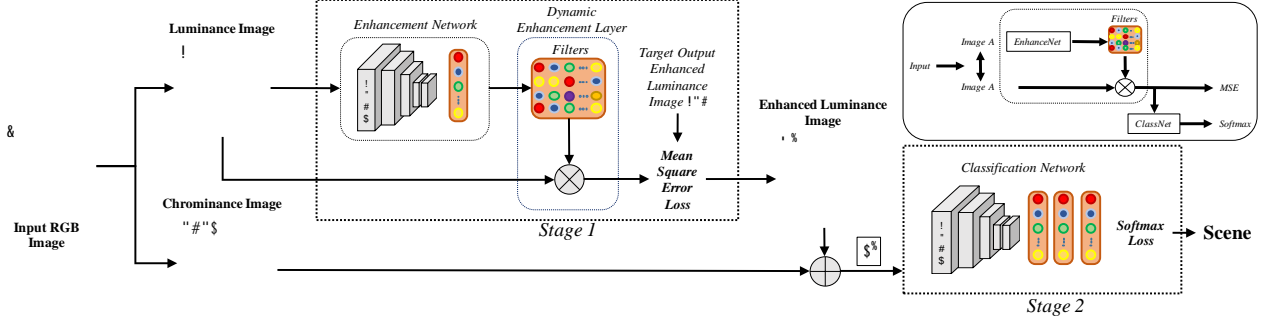 Luminance Image
!
&
Input RGB
Image
Chrominance Image
"#"$
Enhancement Network
!
"
#
$
Dynamic
Enhancement Layer
Filters
Target Output
Enhanced
Luminance
Image !"#
Mean
Square
Error
Loss
Stage 1
Enhanced Luminance
Image
' %
$%
Input
Image A
Image A
EnhanceNet
Filters
MSE
ClassNet
Softmax
Classification Network
!
"
#
$
Softmax
Loss
Scene
Stage 2